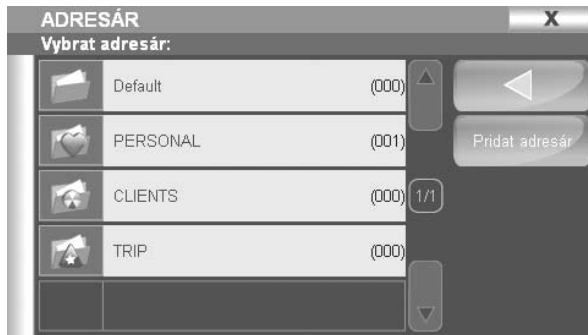 ADRESÁR X
Vybrat adresár:
Default (000)
PERSONAL (001)
Pridat adresár
CLIENTS (000) 1/1
TRIP (000)